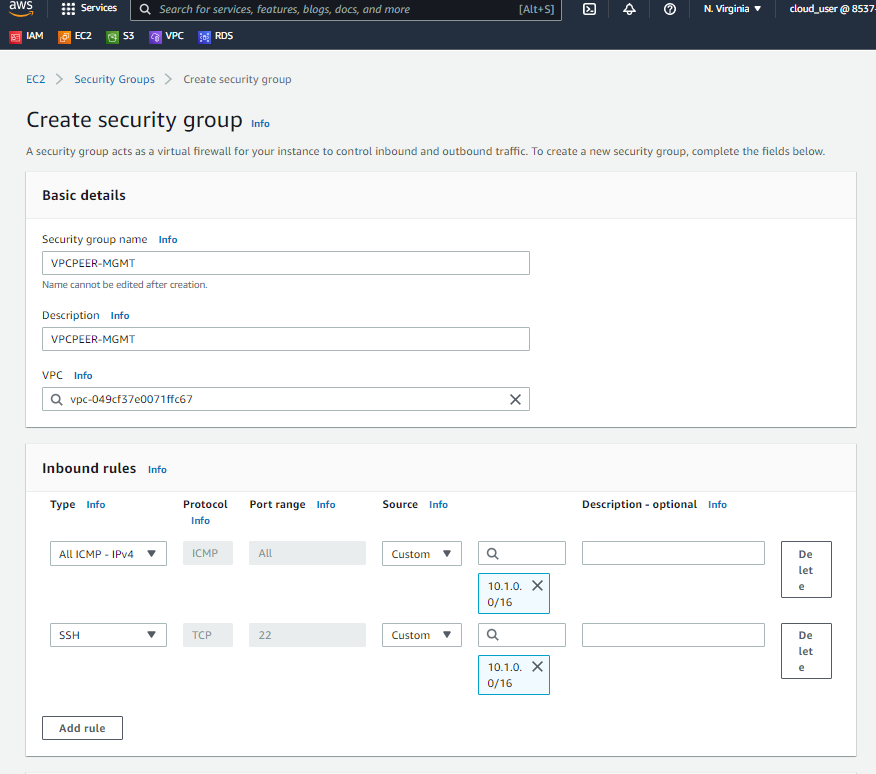 aws
Services
Search for services, features, blogs, docs, and more
[Alt+S]
N. Virginia
cloud_user @ 8537-
IAM
EC2
S3
VPC
RDS
EC2 > Security Groups > Create security group
Create security group Info
A security group acts as a virtual firewall for your instance to control inbound and outbound traffic. To create a new security group, complete the fields below.
Basic details
Security group name Info
VPCPEER-MGMT
Name cannot be edited after creation.
Description Info
VPCPEER-MGMT
VPC Info
vpc-049cf37e0071ffc67
Inbound rules Info
Type Info
Protocol
Info
Port range Info
Source Info
Description - optional Info
All ICMP - IPv4
ICMP
All
Custom
De
let
e
10.1.0.
0/16
SSH
TCP
22
Custom
De
let
e
10.1.0.
0/16
Add rule